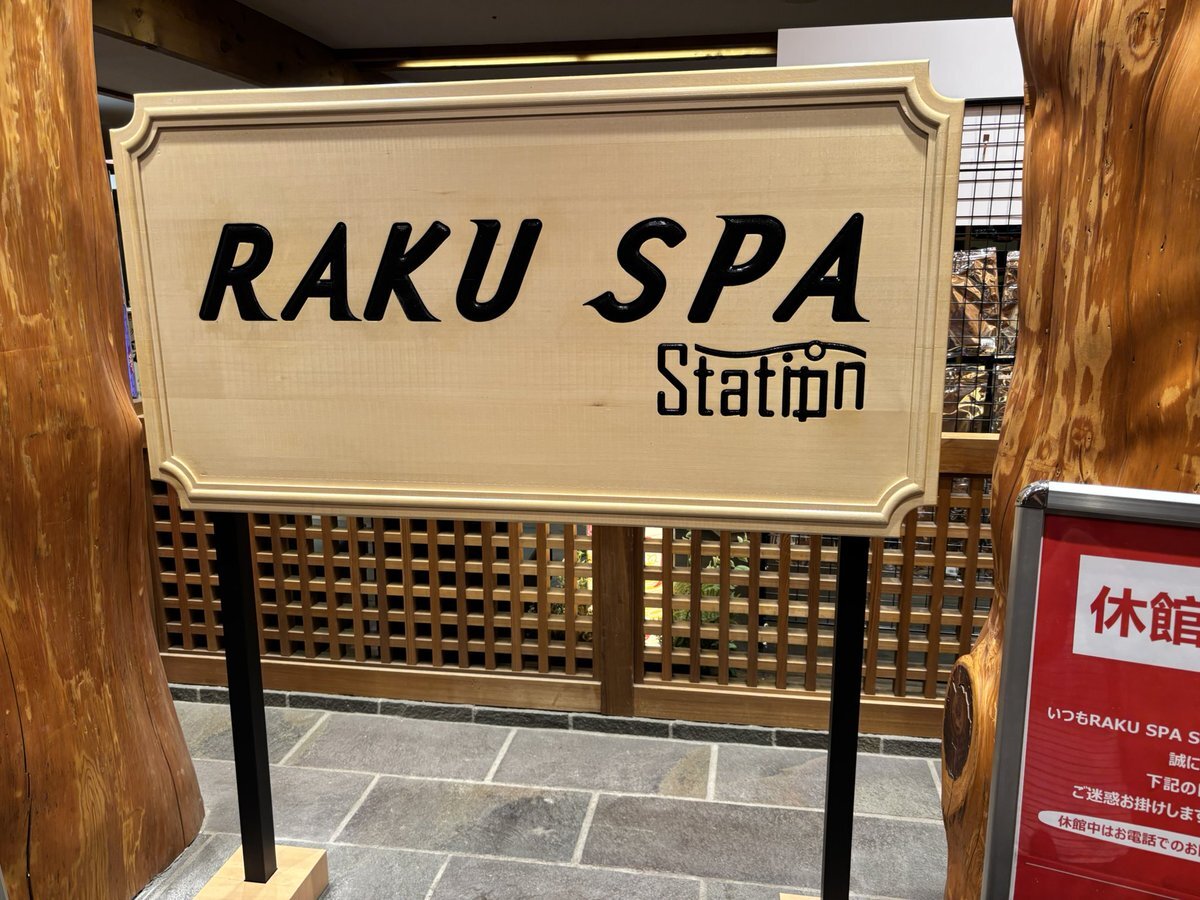 RAKU SPA
Station
休館
いつもRAKU SPA S
誠に
下記の
ご迷惑お掛けしま
休館中はお電話でのお